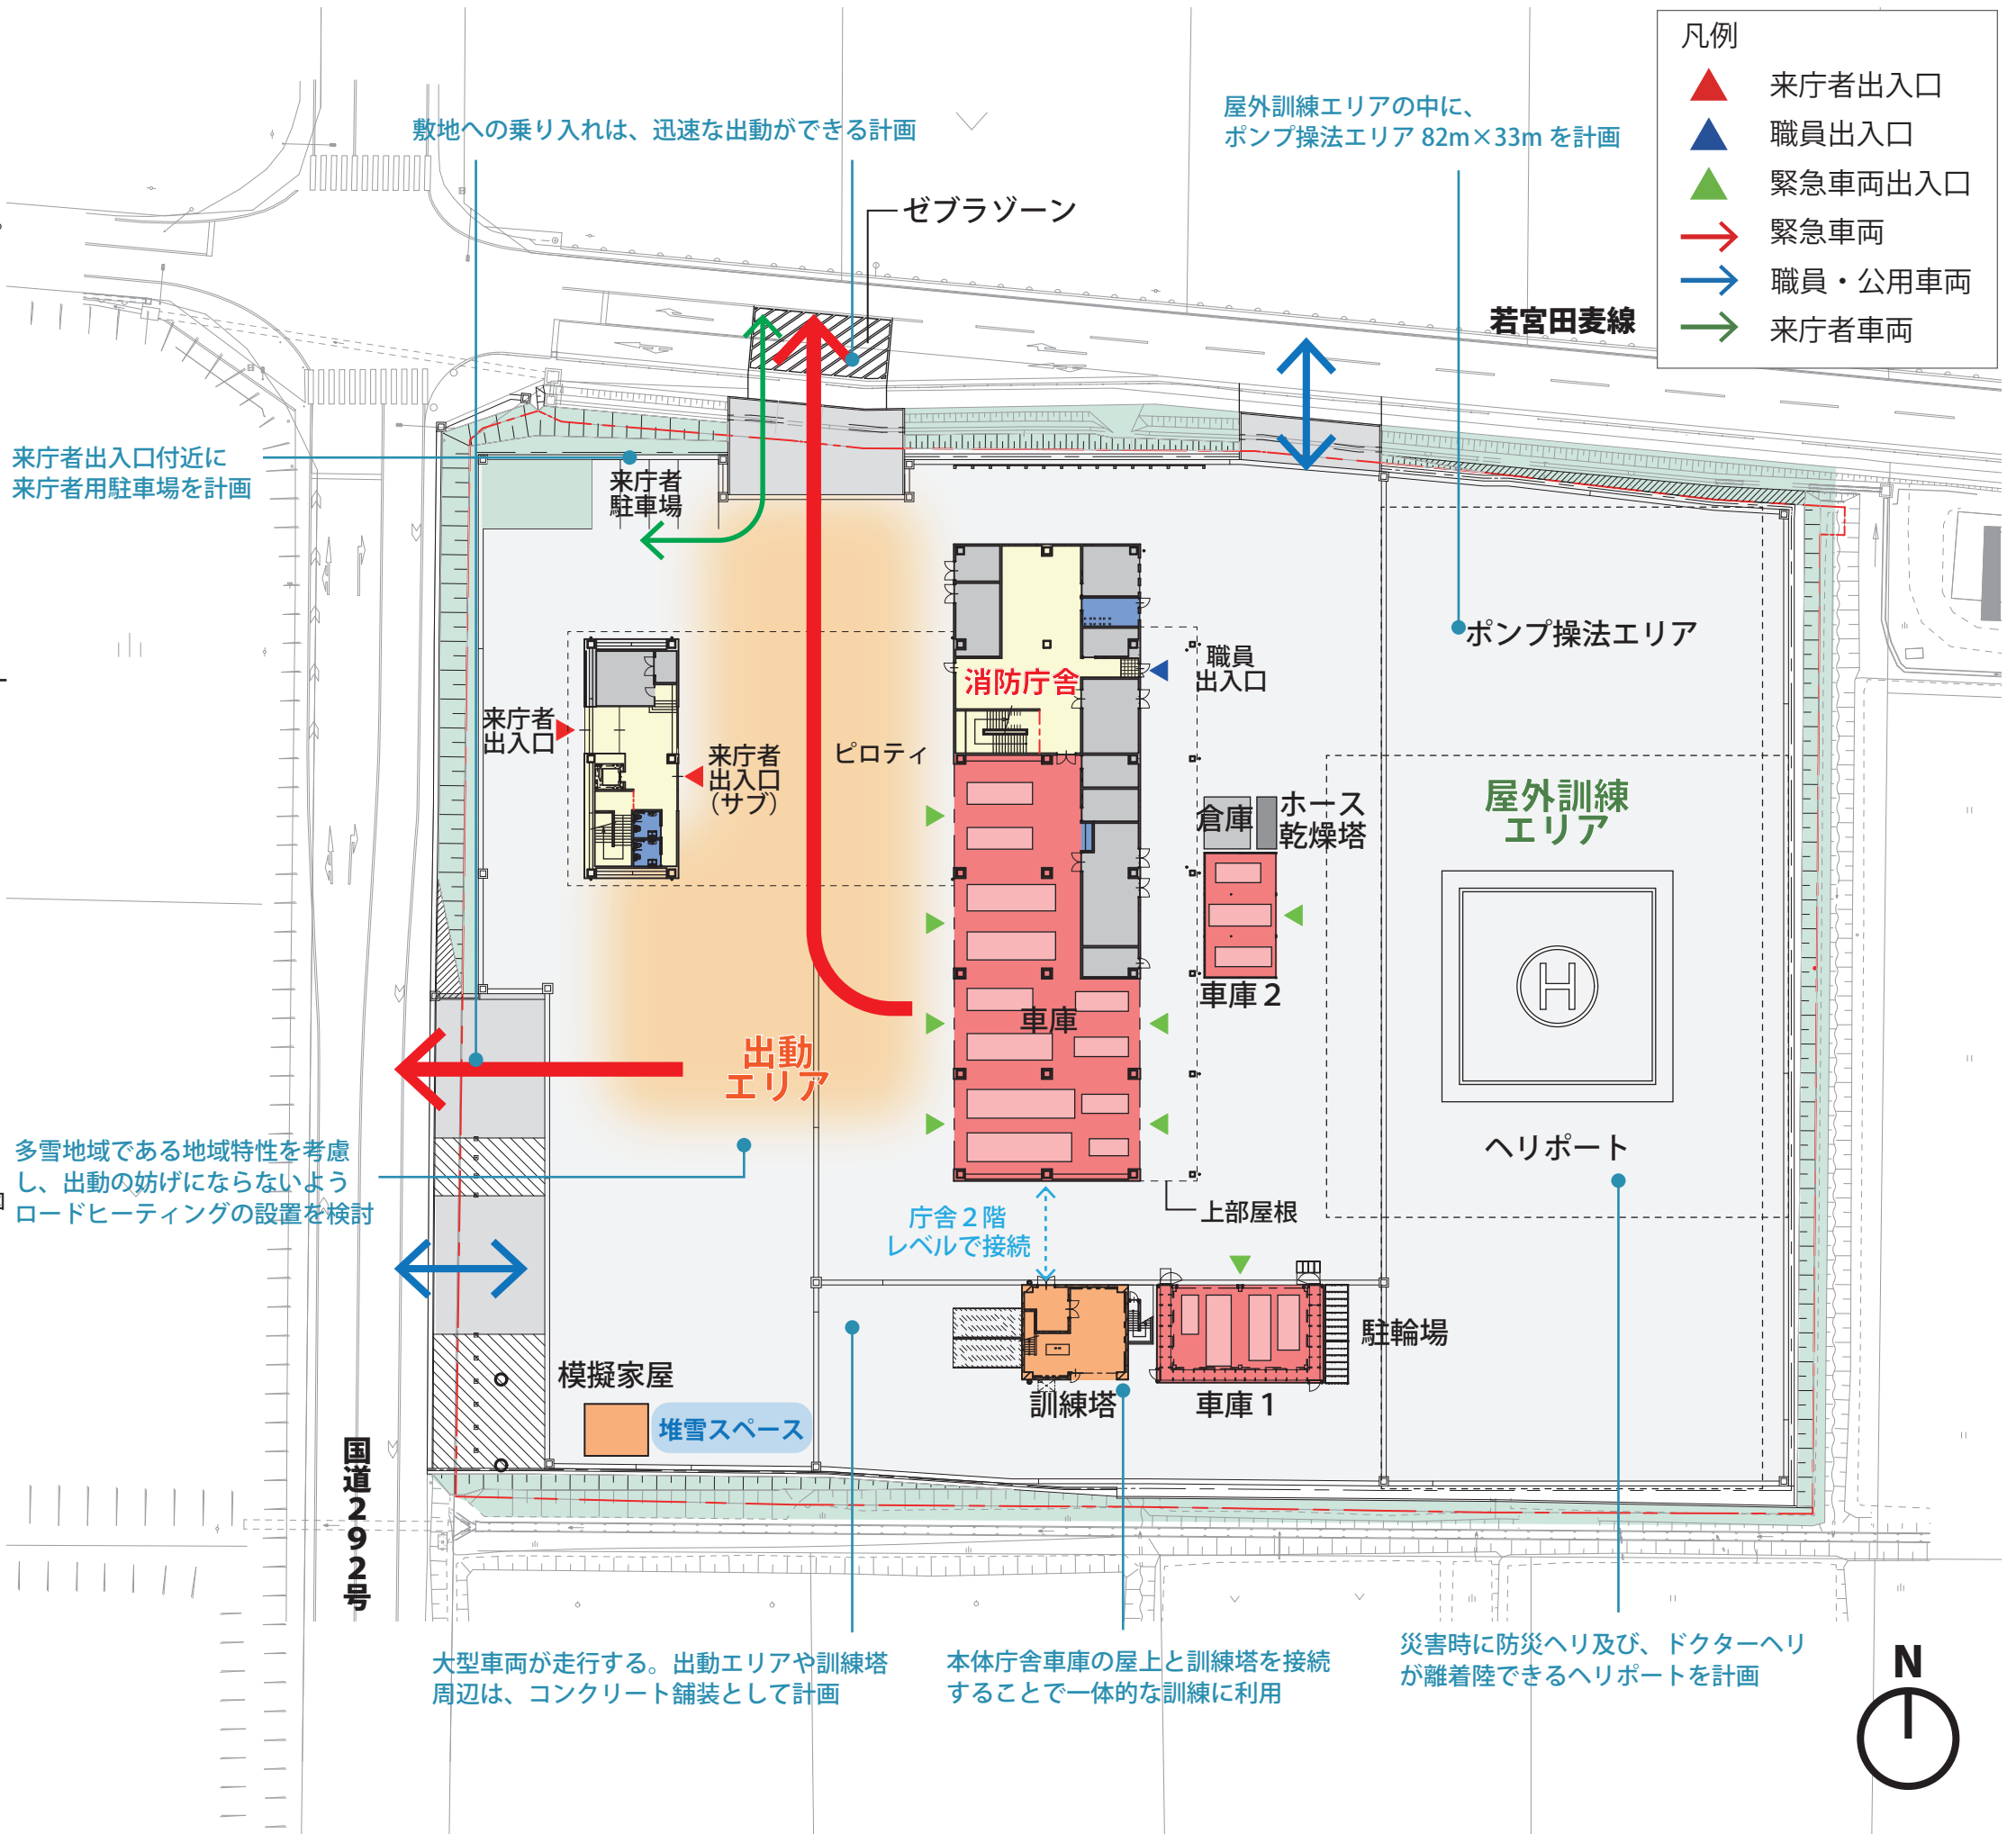 凡例
来庁者出入口
職員出入口
緊急車両出入口
緊急車両
職員・公用車両
来庁者車両
敷地への乗り入れは、迅速な出動ができる計画
屋外訓練エリアの中に、
ポンプ操法エリア 82m×33m を計画
ゼブラゾーン
若宮田麦線
来庁者出入口付近に
来庁者用駐車場を計画
来庁者
駐車場
ポンプ操法エリア
職員
出入口
消防庁舎
来庁者
出入口
来庁者
出入口
（サブ）
ピロティ
倉庫
ホース
乾燥塔
屋外訓練
エリア
車庫２
車庫
H
出動
エリア
ヘリポート
多雪地域である地域特性を考慮
し、出動の妨げにならないよう
ロードヒーティングの設置を検討
庁舎２階
レベルで接続
上部屋根
模擬家屋
堆雪スペース
訓練塔
車庫１
駐輪場
国道２９２号
大型車両が走行する。出動エリアや訓練塔
周辺は、コンクリート舗装として計画
本体庁舎車庫の屋上と訓練塔を接続
することで一体的な訓練に利用
災害時に防災ヘリ及び、ドクターヘリ
が離着陸できるヘリポートを計画
N